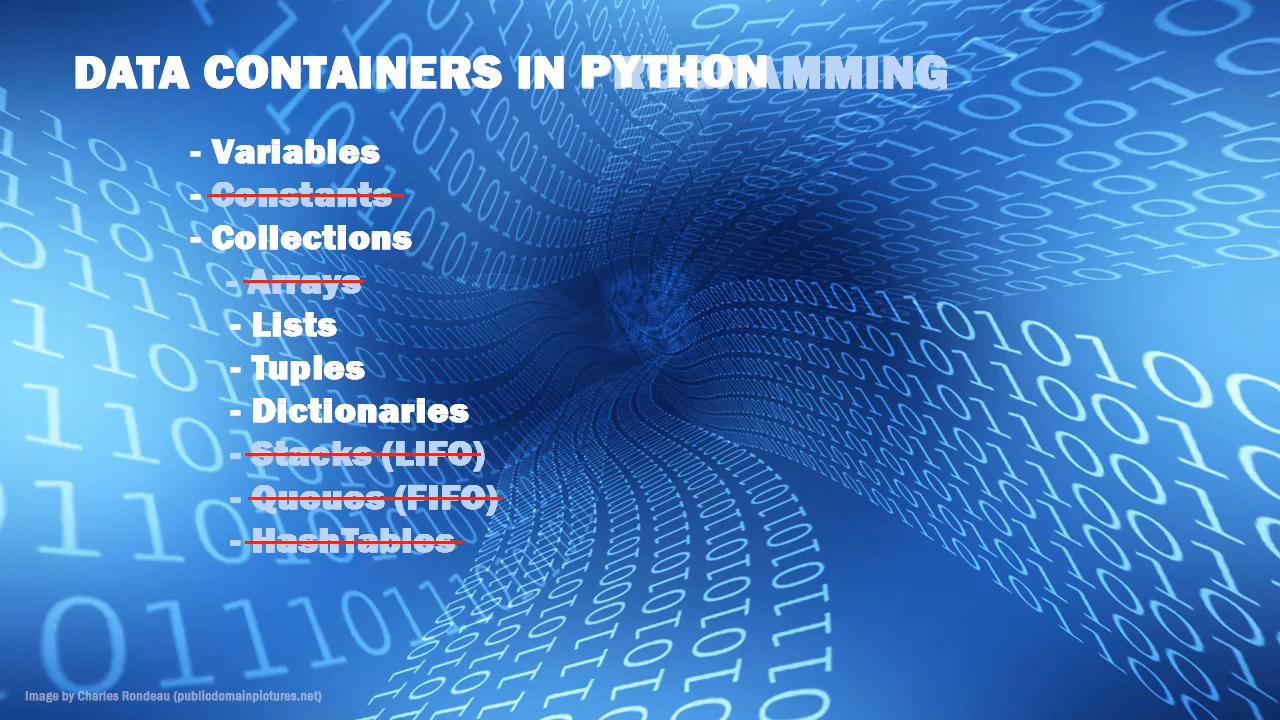 DATA CONTAINERS IN PYTHON
- Variables
- Constants
- Collections
- Arrays
- Lists
- Tuples
- Dictionaries
- Stacks (LIFO)
- Queues (FIFO)
- HashTables
Image by Charles Rondeau (publicdomainpictures.net)